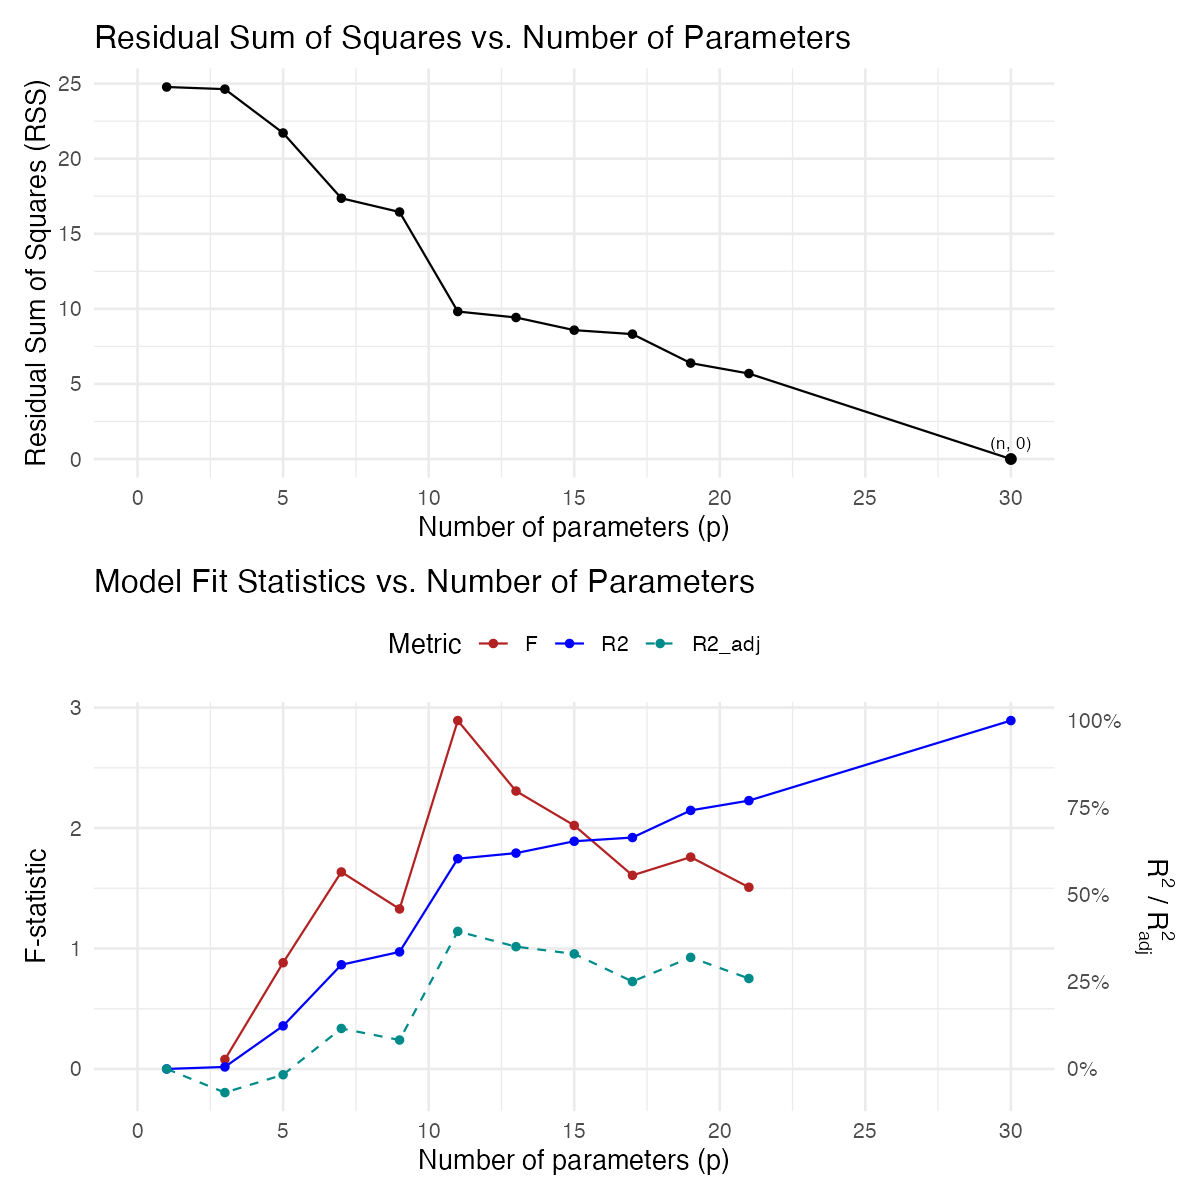 Residual Sum of Squares vs. Number of Parameters
Residual Sum of Squares (RSS)
25
20
15
10
5
0
(n, 0)
0 5 10 15 20 25 30
Number of parameters (p)
Model Fit Statistics vs. Number of Parameters
Metric F R2 R2_adj
F-statistic
3
2
1
0
100%
75%
50%
25%
0%
R² / R²adj
0 5 10 15 20 25 30
Number of parameters (p)